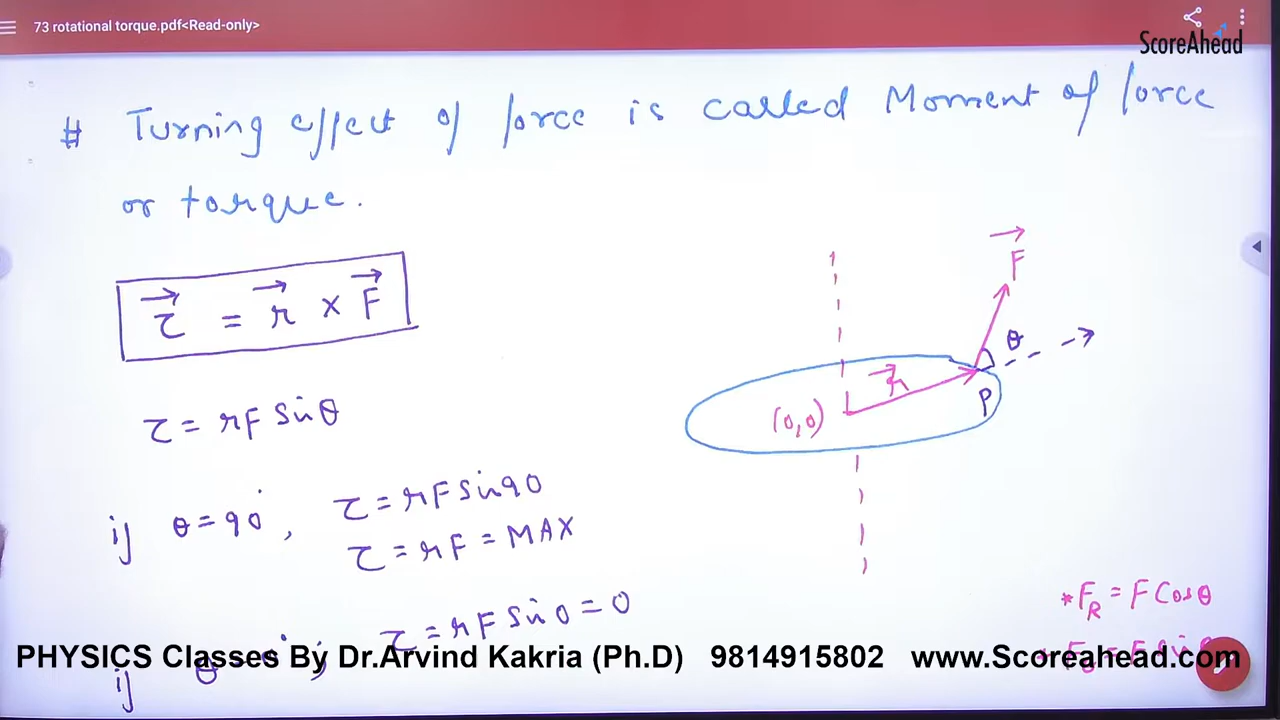 73 rotational torque.pdf<Read-only>
ScoreAhead
# Turning effect of force is called Moment of force
or torque.
τ⃗ = r⃗ × F⃗
τ = rF Sinθ
if θ = 90°, τ = rF Sin90
τ = rF = MAX
if θ = 0°, τ = rF Sin0 = 0
F⃗
θ
r⃗
(0,0)
P
*F_R = F Cosθ
PHYSICS Classes By Dr.Arvind Kakria (Ph.D) 9814915802 www.Scoreahead.com